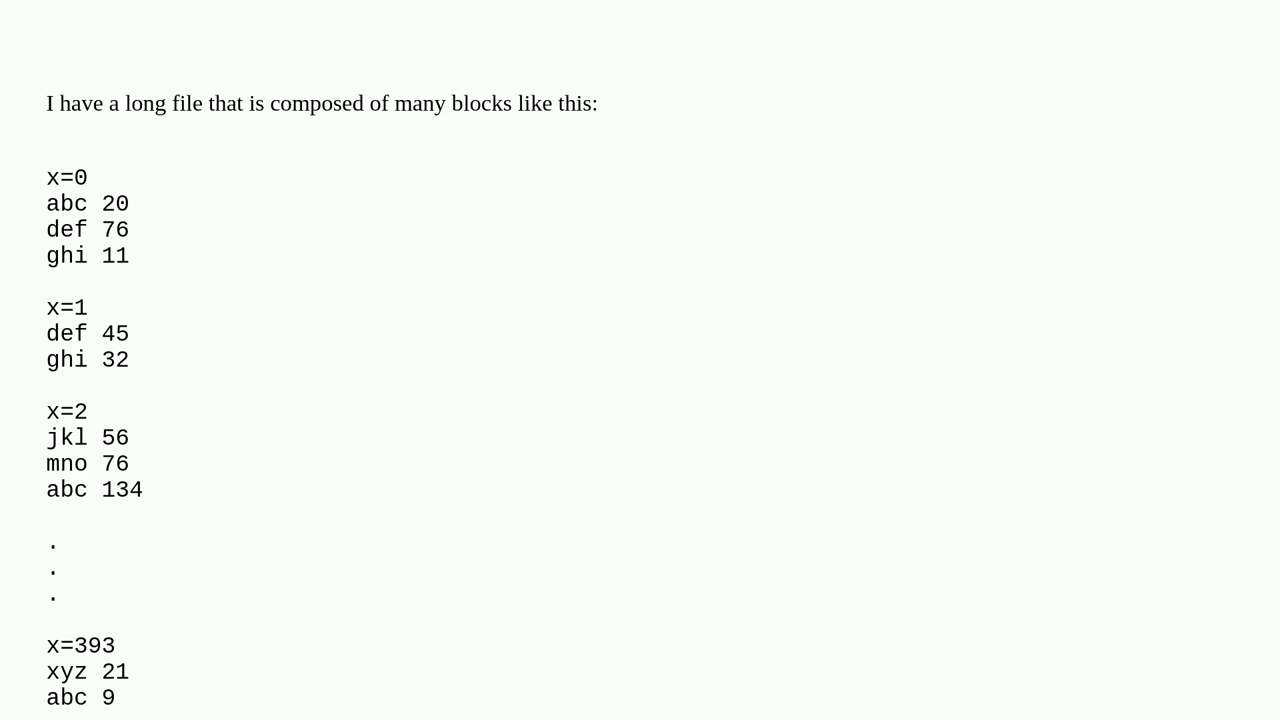 I have a long file that is composed of many blocks like this:
x=0
abc 20
def 76
ghi 11
x=1
def 45
ghi 32
x=2
jkl 56
mno 76
abc 134
.
.
.
x=393
xyz 21
abc 9